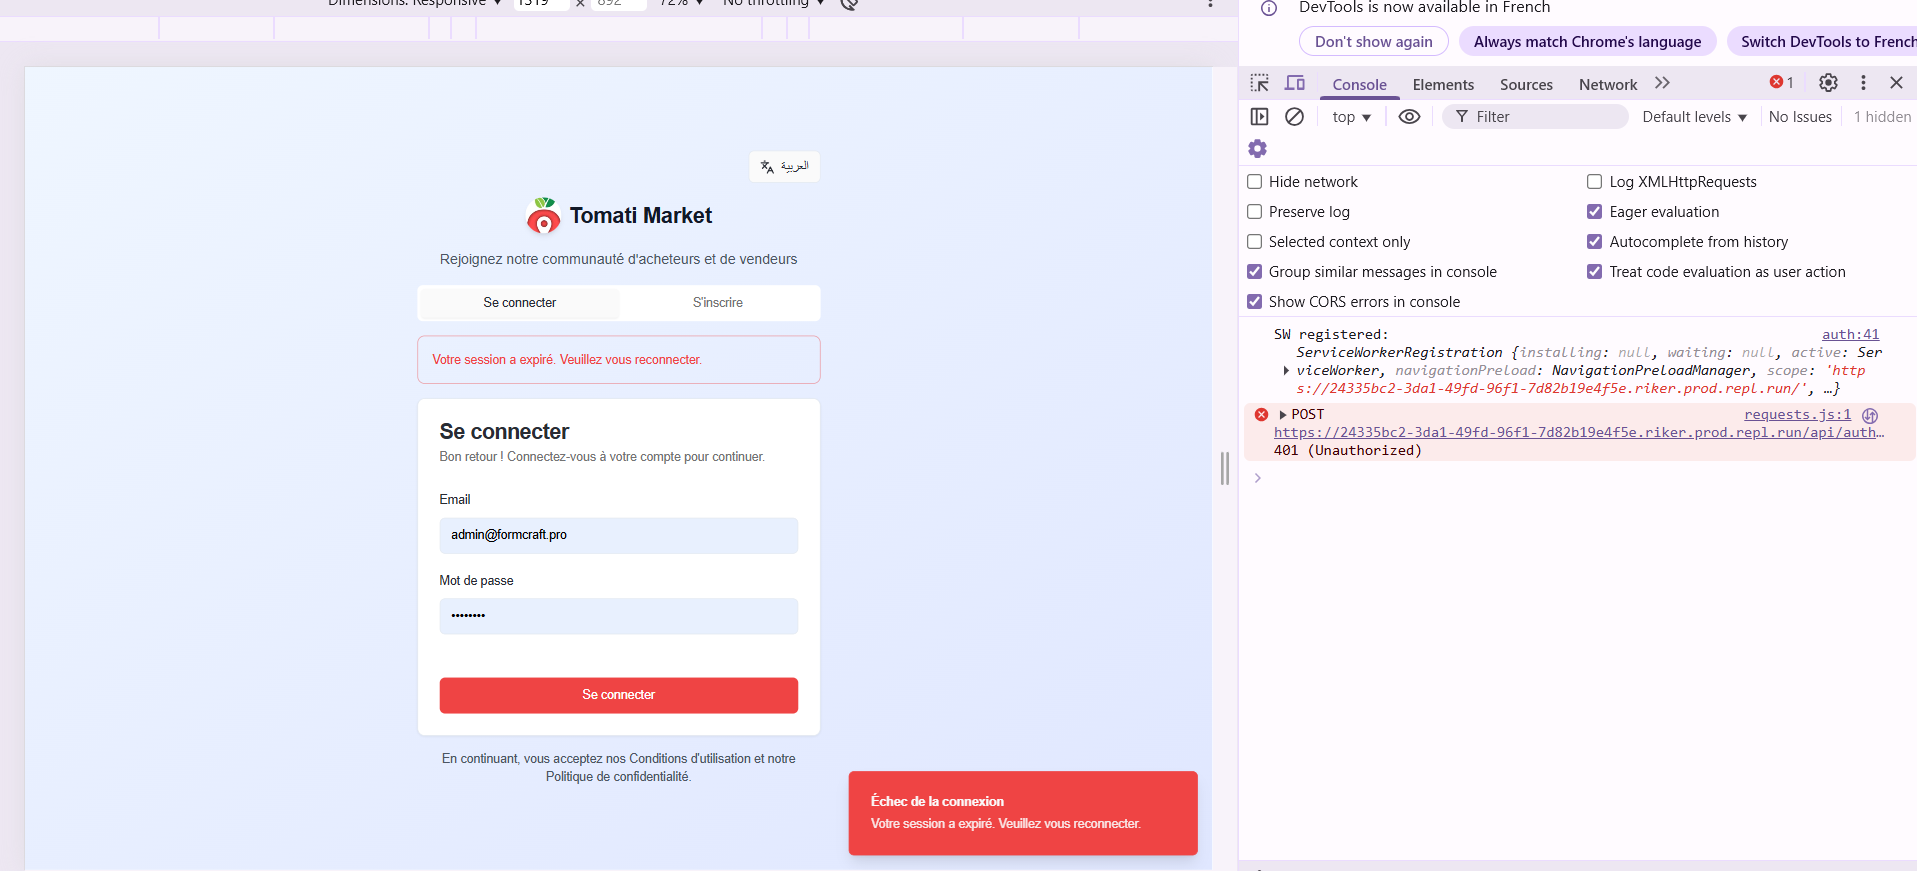 Dimensions: Responsive ▼ 1319 × 892 72% ▼ No throttling ▼
العربية
Tomati Market
Rejoignez notre communauté d'acheteurs et de vendeurs
Se connecter S'inscrire
Votre session a expiré. Veuillez vous reconnecter.
Se connecter
Bon retour ! Connectez-vous à votre compte pour continuer.
Email
admin@formcraft.pro
Mot de passe
••••••••
Se connecter
En continuant, vous acceptez nos Conditions d'utilisation et notre
Politique de confidentialité.
Échec de la connexion
Votre session a expiré. Veuillez vous reconnecter.
DevTools is now available in French
Don't show again Always match Chrome's language Switch DevTools to French
Console Elements Sources Network 1
top ▼ Filter Default levels ▼ No Issues 1 hidden
Hide network Log XMLHttpRequests
Preserve log Eager evaluation
Selected context only Autocomplete from history
Group similar messages in console Treat code evaluation as user action
Show CORS errors in console
SW registered: auth:41
ServiceWorkerRegistration {installing: null, waiting: null, active: Ser
viceWorker, navigationPreload: NavigationPreloadManager, scope: 'http
s://24335bc2-3da1-49fd-96f1-7d82b19e4f5e.riker.prod.repl.run/', …}
POST requests.js:1
https://24335bc2-3da1-49fd-96f1-7d82b19e4f5e.riker.prod.repl.run/api/auth…
401 (Unauthorized)